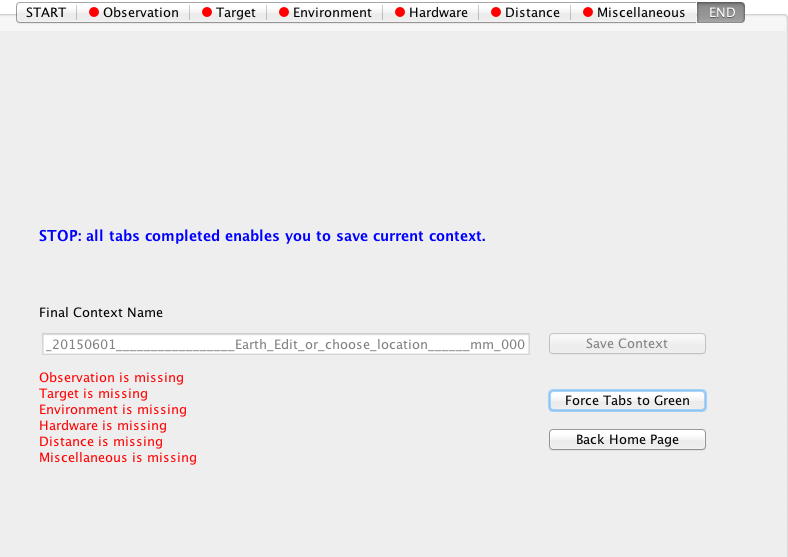 START Observation Target Environment Hardware Distance Miscellaneous END
STOP: all tabs completed enables you to save current context.
Final Context Name
_20150601_________________Earth_Edit_or_choose_location______mm_000 Save Context
Observation is missing
Target is missing
Environment is missing
Hardware is missing
Distance is missing
Miscellaneous is missing
Force Tabs to Green
Back Home Page